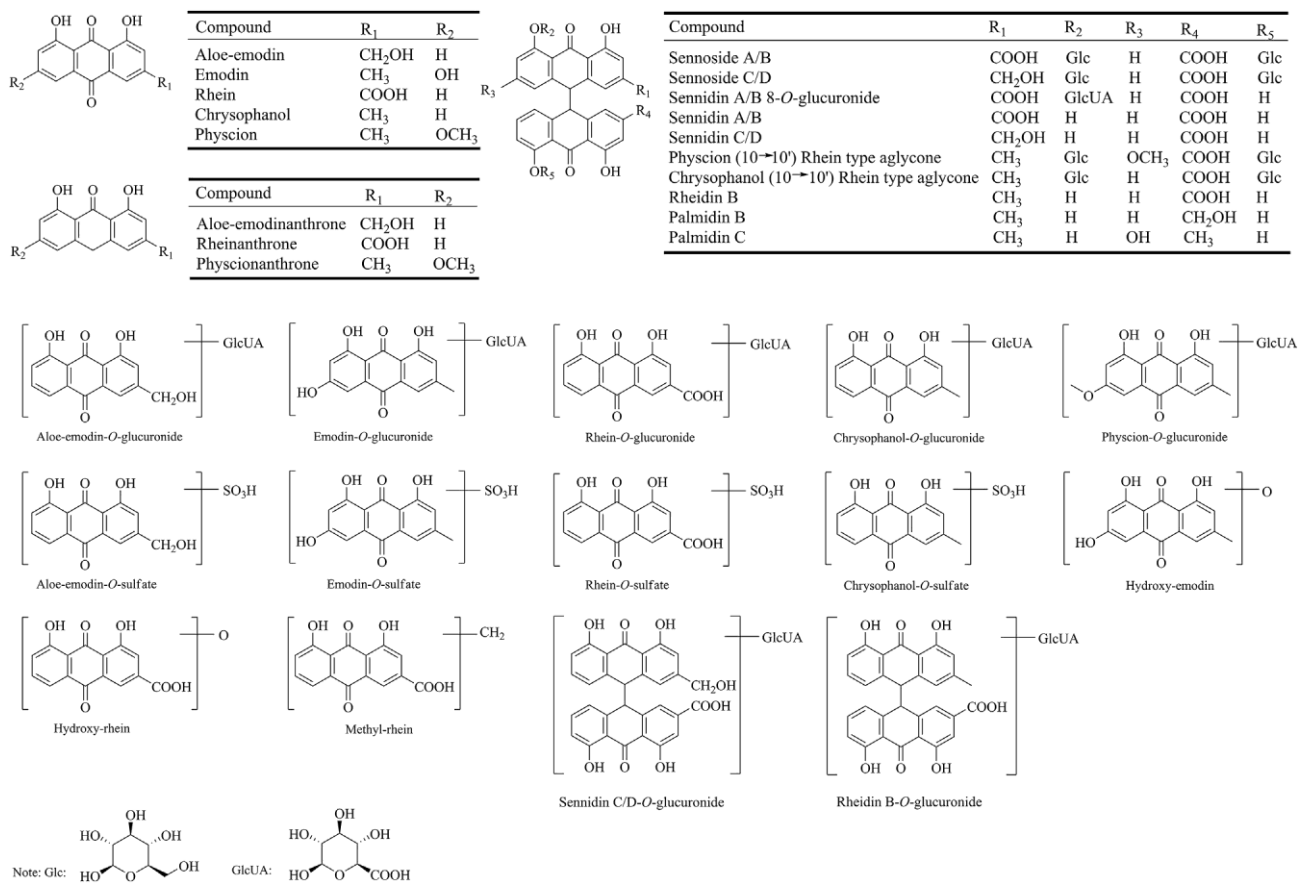 OH O OH
R2 R1
O
Compound R1 R2
Aloe-emodin CH2OH H
Emodin CH3 OH
Rhein COOH H
Chrysophanol CH3 H
Physcion CH3 OCH3
OH O OH
R2 R1
Compound R1 R2
Aloe-emodinanthrone CH2OH H
Rheinanthrone COOH H
Physcionanthrone CH3 OCH3
OR2 O OH
R3 R1
R4
OR5 O OH
Compound R1 R2 R3 R4 R5
Sennoside A/B COOH Glc H COOH Glc
Sennoside C/D CH2OH Glc H COOH Glc
Sennidin A/B 8-O-glucuronide COOH GlcUA H COOH H
Sennidin A/B COOH H H COOH H
Sennidin C/D CH2OH H H COOH H
Physcion (10→10') Rhein type aglycone CH3 Glc OCH3 COOH Glc
Chrysophanol (10→10') Rhein type aglycone CH3 Glc H COOH Glc
Rheidin B CH3 H H COOH H
Palmidin B CH3 H H CH2OH H
Palmidin C CH3 H OH CH3 H
OH O OH GlcUA
CH2OH
O
Aloe-emodin-O-glucuronide
OH O OH GlcUA
HO
O
Emodin-O-glucuronide
OH O OH GlcUA
COOH
O
Rhein-O-glucuronide
OH O OH GlcUA
O
Chrysophanol-O-glucuronide
OH O OH GlcUA
O
O
Physcion-O-glucuronide
OH O OH SO3H
CH2OH
O
Aloe-emodin-O-sulfate
OH O OH SO3H
HO
O
Emodin-O-sulfate
OH O OH SO3H
COOH
O
Rhein-O-sulfate
OH O OH SO3H
O
Chrysophanol-O-sulfate
OH O OH O
HO
O
Hydroxy-emodin
OH O OH O
COOH
O
Hydroxy-rhein
OH O OH CH2
COOH
O
Methyl-rhein
OH O OH GlcUA
CH2OH
COOH
OH O OH
Sennidin C/D-O-glucuronide
OH O OH GlcUA
COOH
OH O OH
Rheidin B-O-glucuronide
Note: Glc:
OH
HO OH
HO O OH
GlcUA:
OH
HO OH
HO O COOH